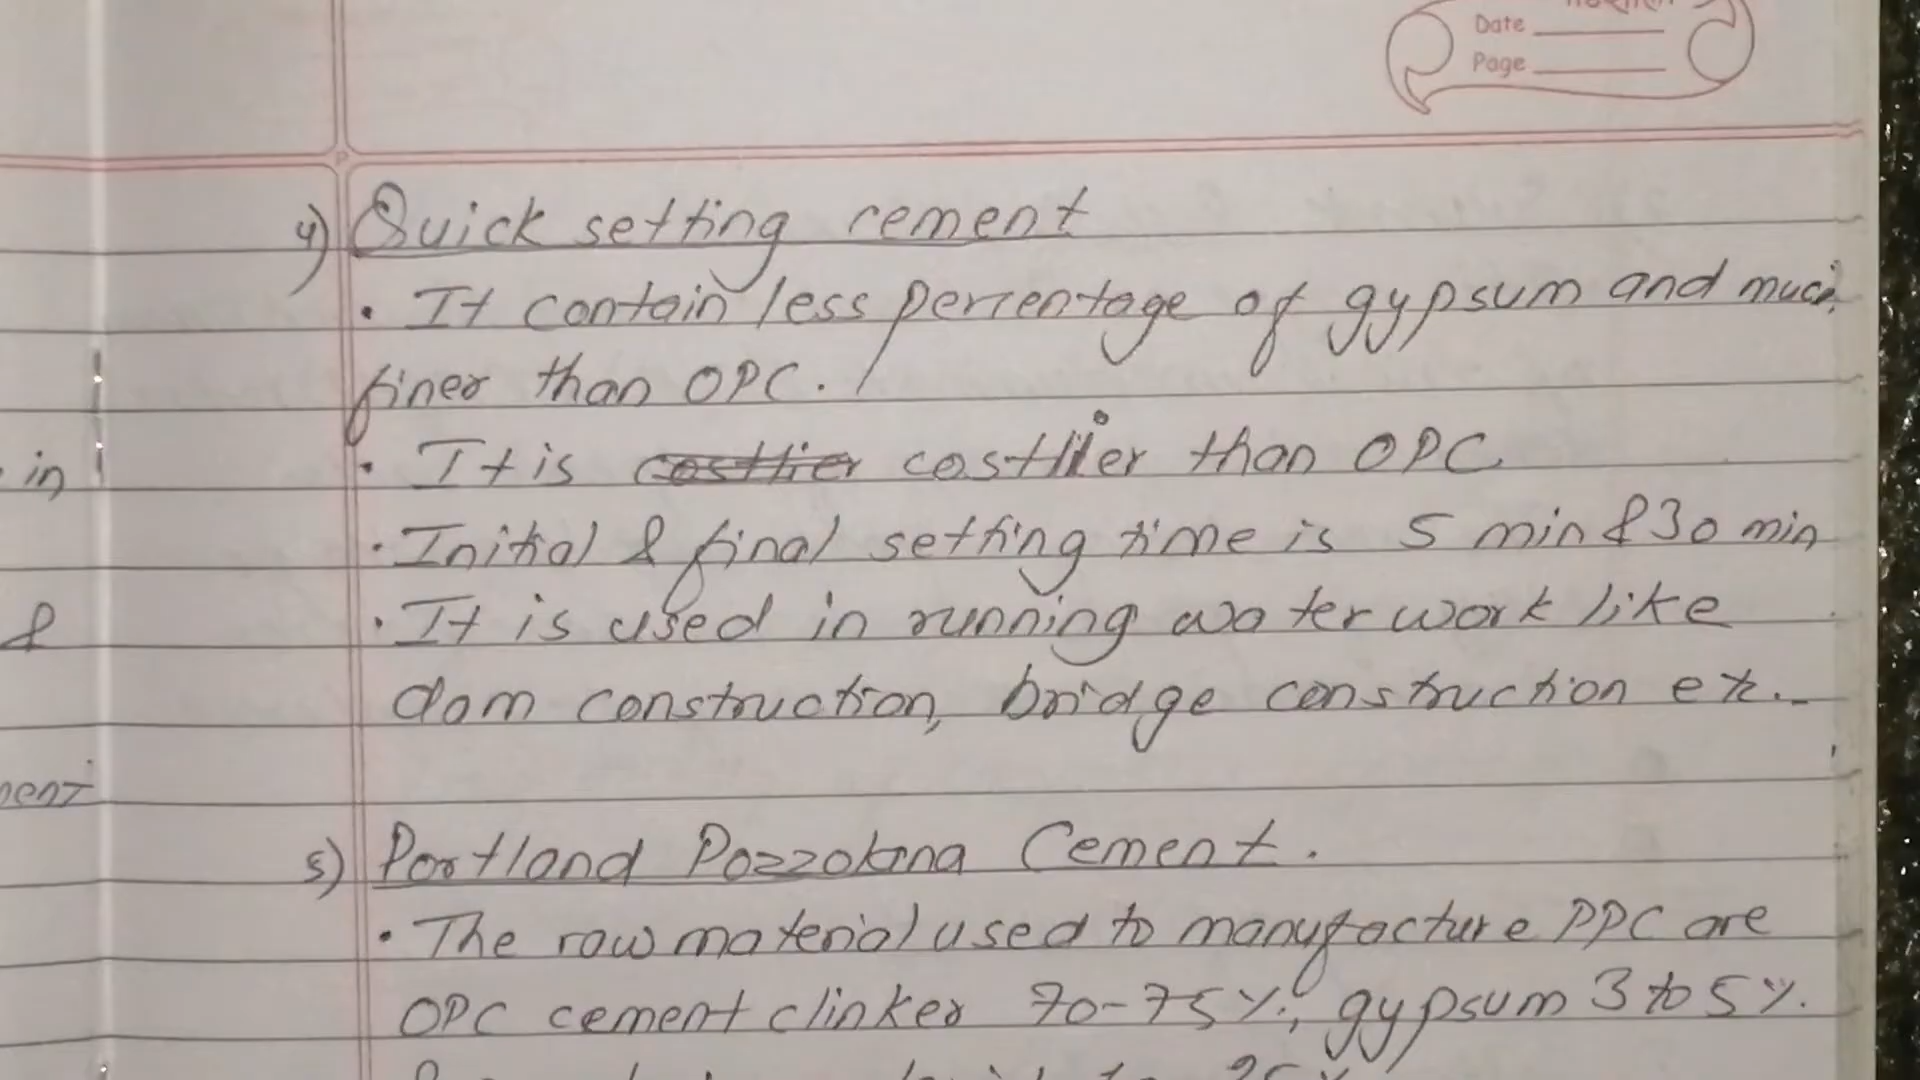 Date
Page
4) Quick setting cement
• It contain less percentage of gypsum and much
finer than OPC.
• It is costlier costlier than OPC
• Initial & final setting time is 5 min & 30 min
• It is used in running water work like
dam construction, bridge construction etc.
5) Portland Pozzolana Cement.
• The raw material used to manufacture PPC are
OPC cement clinker 70-75%, gypsum 3 to 5%.
in
&